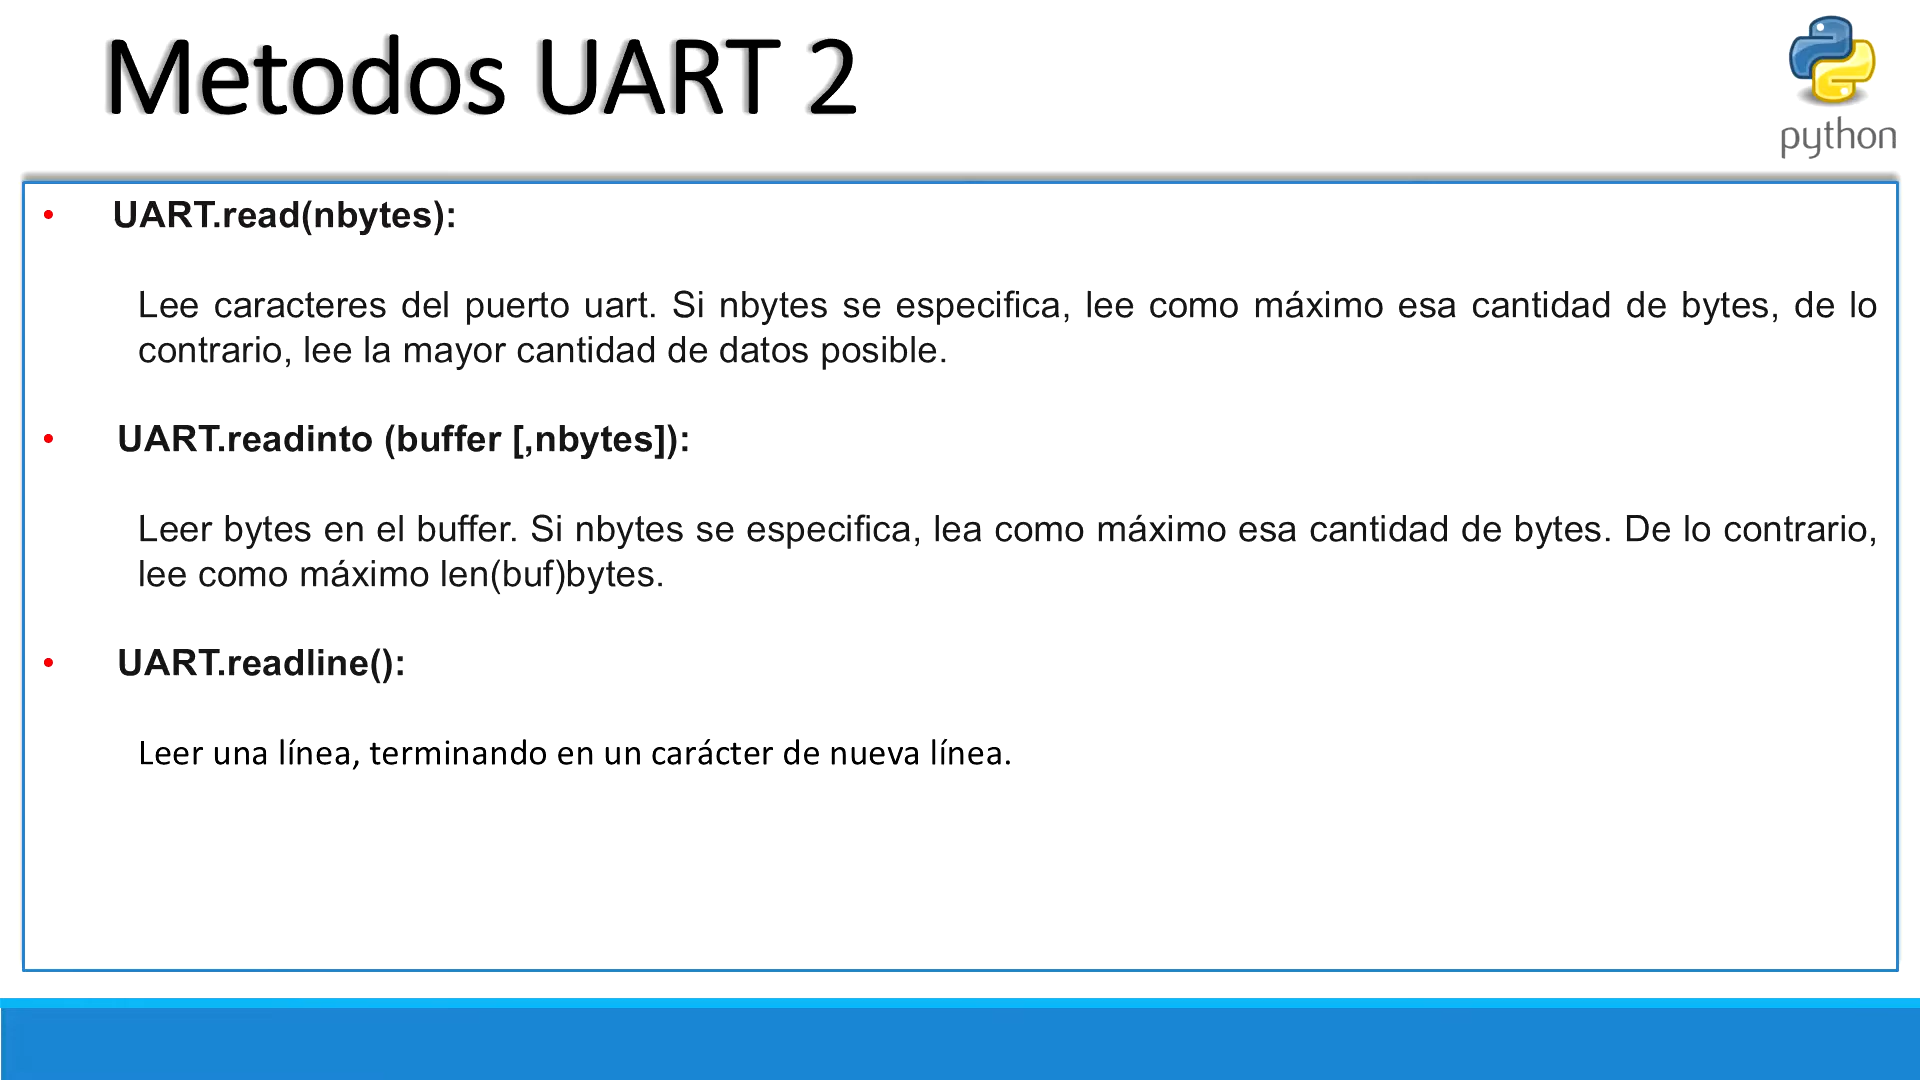 Metodos UART 2
python
• UART.read(nbytes):
Lee caracteres del puerto uart. Si nbytes se especifica, lee como máximo esa cantidad de bytes, de lo
contrario, lee la mayor cantidad de datos posible.
• UART.readinto (buffer [,nbytes]):
Leer bytes en el buffer. Si nbytes se especifica, lea como máximo esa cantidad de bytes. De lo contrario,
lee como máximo len(buf)bytes.
• UART.readline():
Leer una línea, terminando en un carácter de nueva línea.